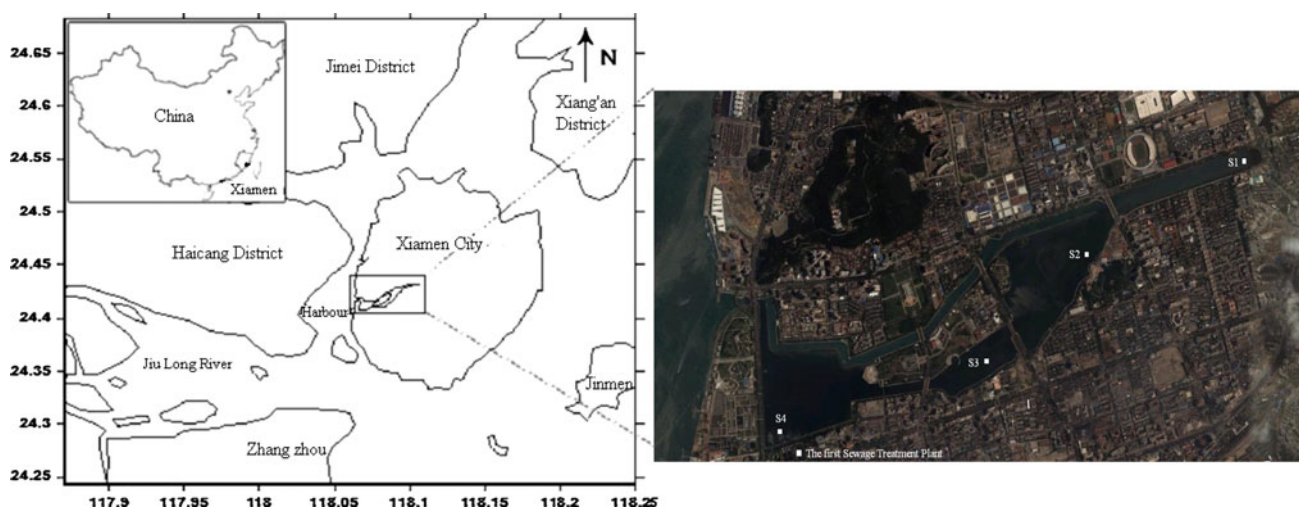 24.65
24.6
24.55
24.5
24.45
24.4
24.35
24.3
24.25
117.9
117.95
118
118.05
118.1
118.15
118.2
118.25
China
Xiamen
N
Jimei District
Xiang'an
District
Haicang District
Xiamen City
Harbour
Jiu Long River
Jinmen
Zhang zhou
S1
S2
S3
S4
The first Sewage Treatment Plant